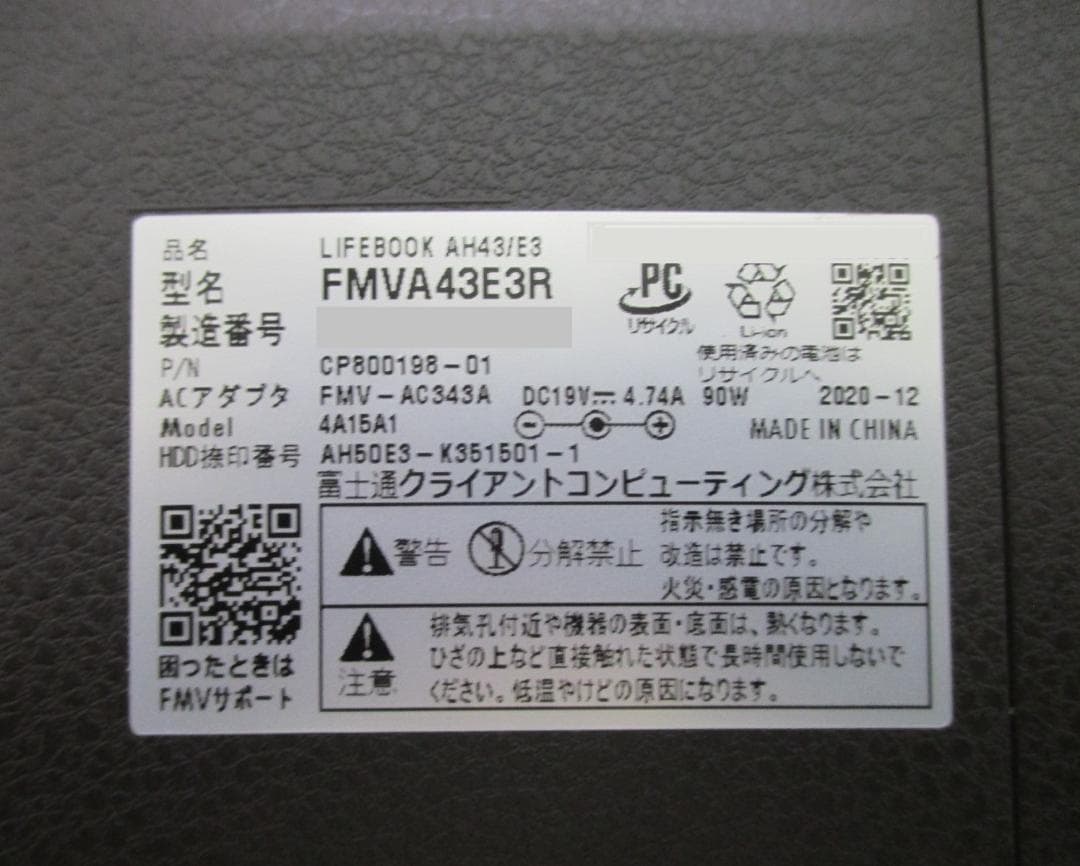 品名 LIFEBOOK AH43/E3
型名 FMVA43E3R
製造番号
PC
リサイクル
Li-ion
使用済みの電池は
リサイクルへ
P/N CP800198-01
ACアダプタ FMV-AC343A DC19V⎓4.74A 90W 2020-12
Model 4A15A1 MADE IN CHINA
HDD捺印番号 AH50E3-K351501-1
富士通クライアントコンピューティング株式会社
困ったときは
FMVサポート
警告 分解禁止
指示無き場所の分解や
改造は禁止です。
火災・感電の原因となります。
注意
排気孔付近や機器の表面・底面は、熱くなります。
ひざの上など直接触れた状態で長時間使用しないで
ください。低温やけどの原因になります。